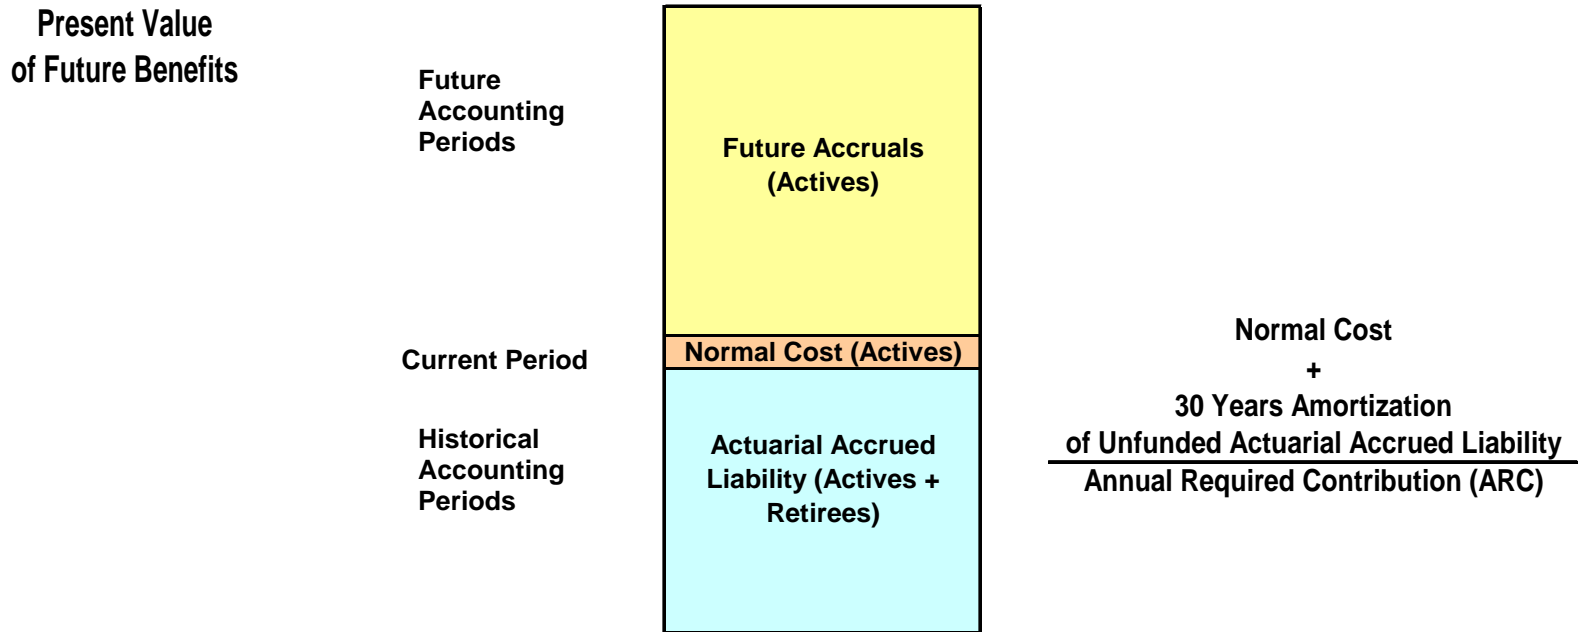 Present Value
of Future Benefits
Future
Accounting
Periods
Future Accruals
(Actives)
Current Period
Normal Cost (Actives)
Historical
Accounting
Periods
Actuarial Accrued
Liability (Actives +
Retirees)
Normal Cost
+
30 Years Amortization
of Unfunded Actuarial Accrued Liability
Annual Required Contribution (ARC)